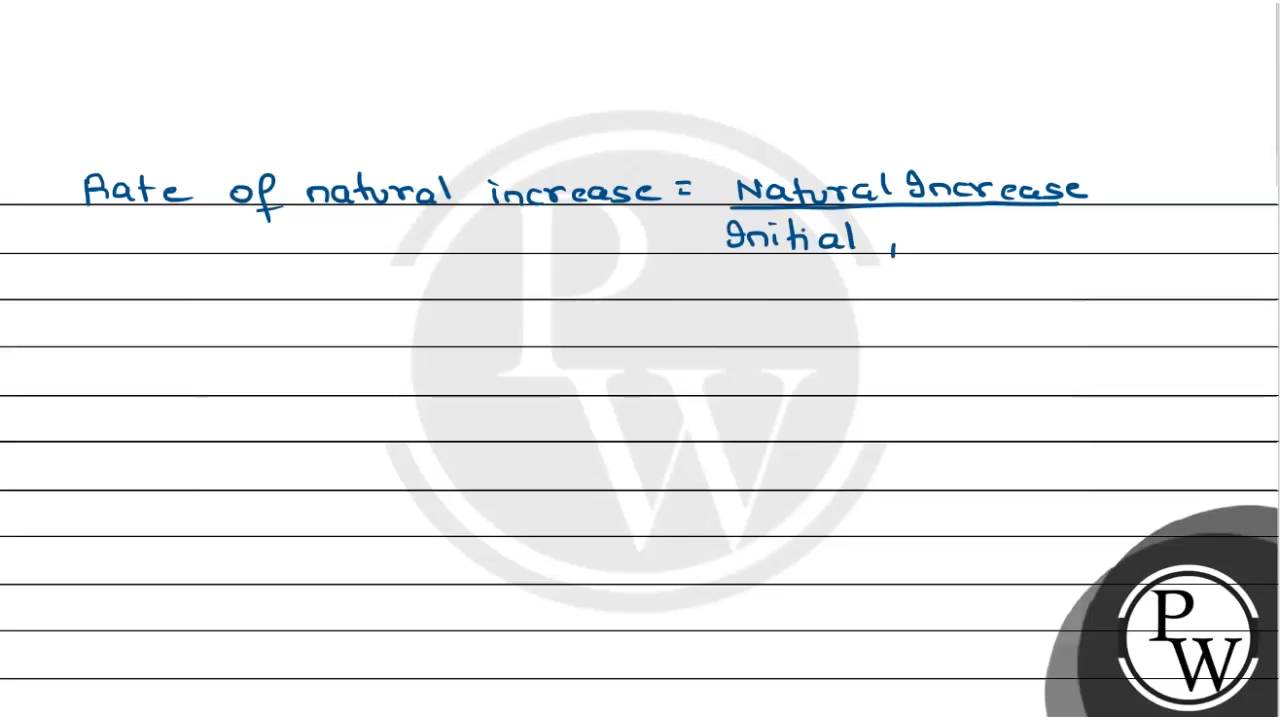 Rate of natural increase = Natural Increase
Initial
P
W
P
W